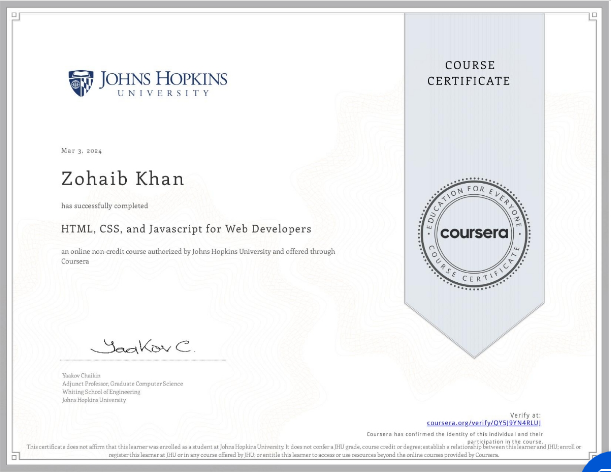 JOHNS HOPKINS
UNIVERSITY
COURSE
CERTIFICATE
Mar 3, 2024
Zohaib Khan
has successfully completed
HTML, CSS, and Javascript for Web Developers
an online non-credit course authorized by Johns Hopkins University and offered through
Coursera
EDUCATION FOR EVERYONE
coursera
COURSE CERTIFICATE
Yaakov C.
Yaakov Chaikin
Adjunct Professor, Graduate Computer Science
Whiting School of Engineering
Johns Hopkins University
Verify at:
coursera.org/verify/QY5J9YN4RLUJ
Coursera has confirmed the identity of this individual and their
participation in the course.
This certificate does not affirm that this learner was enrolled as a student at Johns Hopkins University. It does not confer a JHU grade, course credit or degree, establish a relationship between this learner and JHU, enroll or
register this learner at JHU or in any course offered by JHU, or entitle this learner to access or use resources beyond the online courses provided by Coursera.